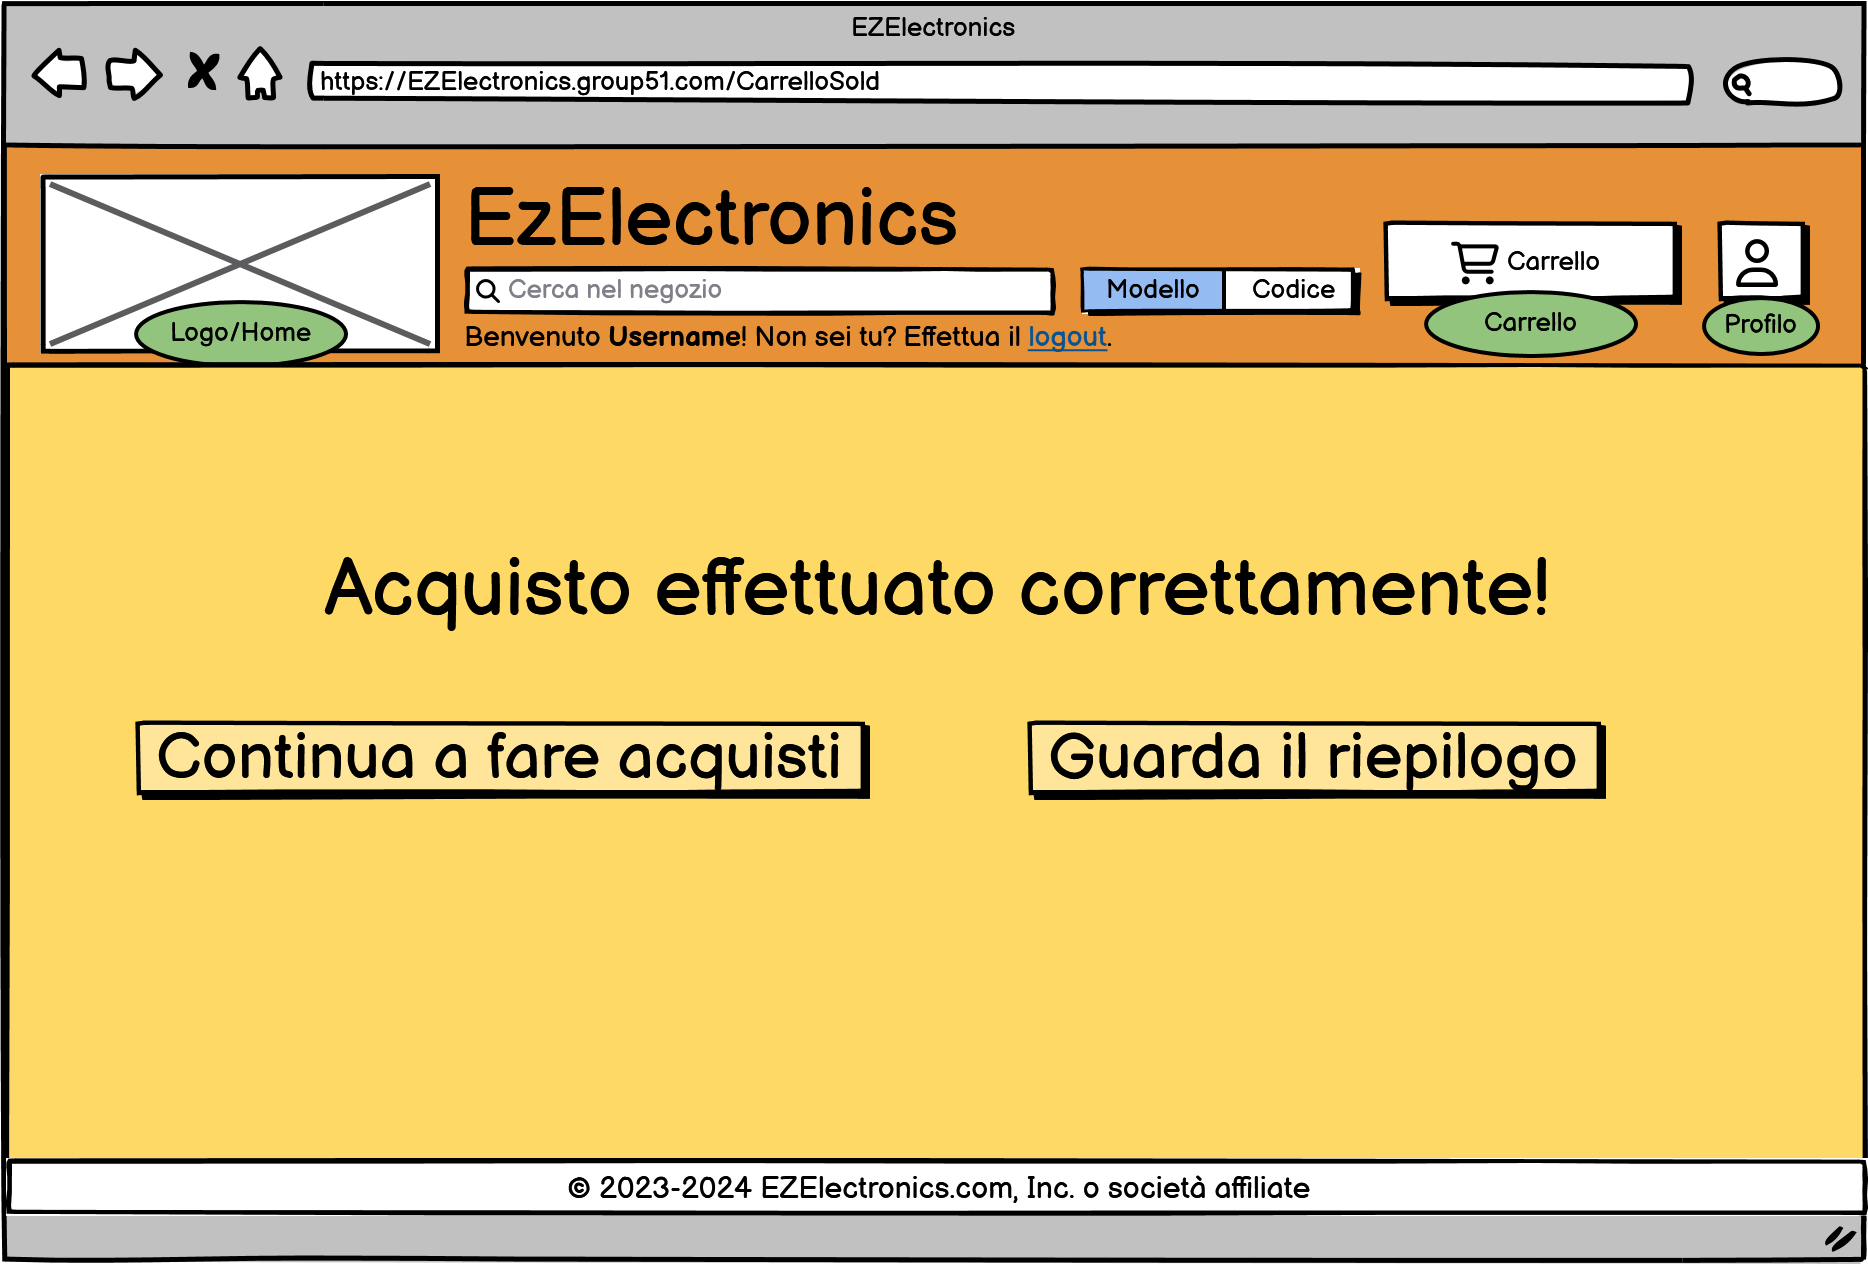 EZElectronics
https://EZElectronics.group51.com/CarrelloSold
EzElectronics
Cerca nel negozio
Modello
Codice
Benvenuto Username! Non sei tu? Effettua il logout.
Logo/Home
Carrello
Carrello
Profilo
Acquisto effettuato correttamente!
Continua a fare acquisti
Guarda il riepilogo
© 2023-2024 EZElectronics.com, Inc. o società affiliate